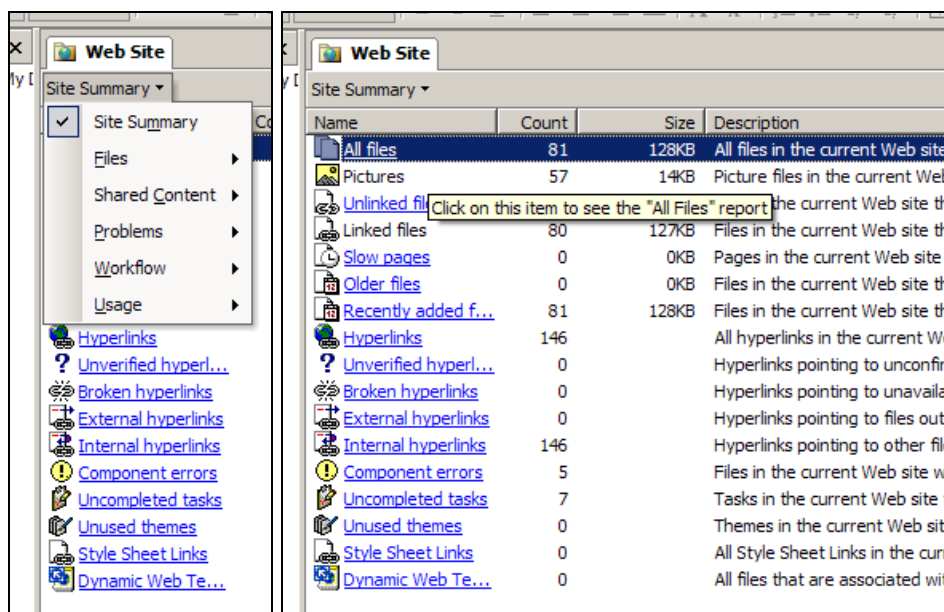 Web Site
My D
Site Summary
Site Summary
Files
Shared Content
Problems
Workflow
Usage
Co
Hyperlinks
Unverified hyperl...
Broken hyperlinks
External hyperlinks
Internal hyperlinks
Component errors
Uncompleted tasks
Unused themes
Style Sheet Links
Dynamic Web Te...
Web Site
y D
Site Summary
Name Count Size Description
All files 81 128KB All files in the current Web site
Pictures 57 14KB Picture files in the current Web
Unlinked fil the current Web site th
Click on this item to see the "All Files" report
Linked files 80 127KB Files in the current Web site th
Slow pages 0 0KB Pages in the current Web site
Older files 0 0KB Files in the current Web site th
Recently added f... 81 128KB Files in the current Web site th
Hyperlinks 146 All hyperlinks in the current We
Unverified hyperl... 0 Hyperlinks pointing to unconfir
Broken hyperlinks 0 Hyperlinks pointing to unavaila
External hyperlinks 0 Hyperlinks pointing to files out
Internal hyperlinks 146 Hyperlinks pointing to other file
Component errors 5 Files in the current Web site w
Uncompleted tasks 7 Tasks in the current Web site
Unused themes 0 Themes in the current Web sit
Style Sheet Links 0 All Style Sheet Links in the curr
Dynamic Web Te... 0 All files that are associated wit